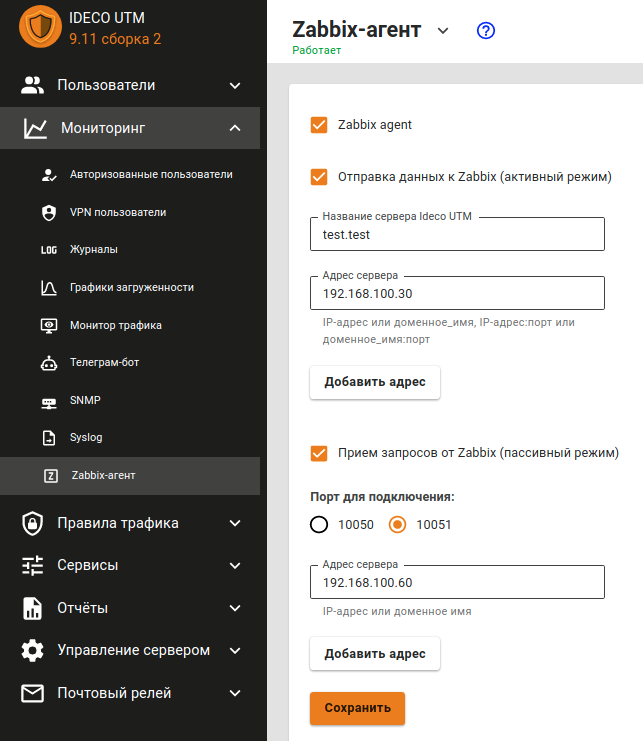 IDECO UTM
9.11 сборка 2
Пользователи
Мониторинг
Авторизованные пользователи
VPN пользователи
LOG
Журналы
Графики загруженности
Монитор трафика
Телеграм-бот
SNMP
Syslog
Z
Zabbix-агент
Правила трафика
Сервисы
Отчёты
Управление сервером
Почтовый релей
Zabbix-агент
?
Работает
Zabbix agent
Отправка данных к Zabbix (активный режим)
Название сервера Ideco UTM
test.test
Адрес сервера
192.168.100.30
IP-адрес или доменное_имя, IP-адрес:порт или
доменное_имя:порт
Добавить адрес
Прием запросов от Zabbix (пассивный режим)
Порт для подключения:
10050 10051
Адрес сервера
192.168.100.60
IP-адрес или доменное имя
Добавить адрес
Сохранить